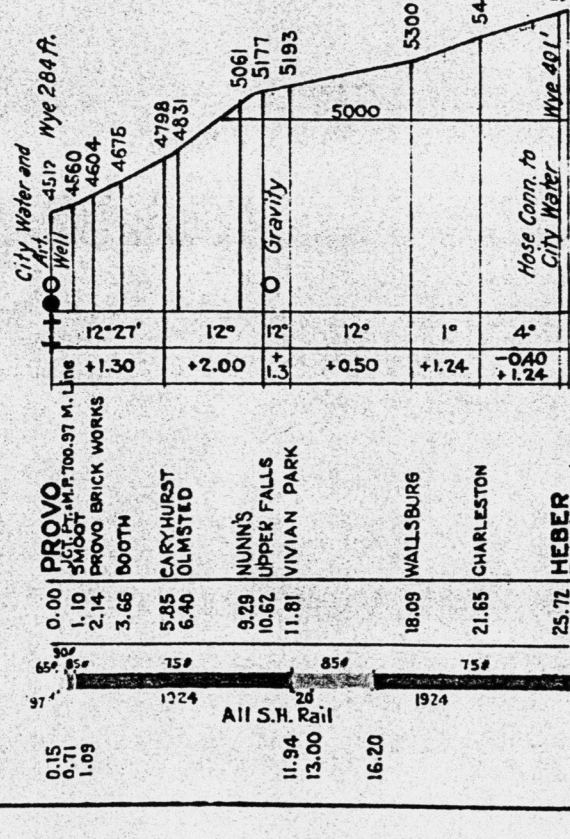 City Water and
Art.
Well
4517
Wye 284 ft.
4560
4604
4675
4798
4831
5061
5177
5193
5300
54
5000
Gravity
Hose Conn. to
City Water
Wye 401'
12°27'
12°
12°
12°
1°
4°
+1.30
+2.00
+
1.3
+0.50
+1.24
-0.40
+1.24
PROVO
JCT. Pt. = M.P. 700.97 M. Line
SMOOT
PROVO BRICK WORKS
BOOTH
CARYHURST
OLMSTED
NUNN'S
UPPER FALLS
VIVIAN PARK
WALLSBURG
CHARLESTON
HEBER
0.00
1.10
2.14
3.66
5.85
6.40
9.29
10.62
11.81
18.09
21.65
25.72
90#
65#
85#
75#
85#
75#
'97
1924
'20
1924
All S.H. Rail
0.15
0.71
1.09
11.94
13.00
16.20